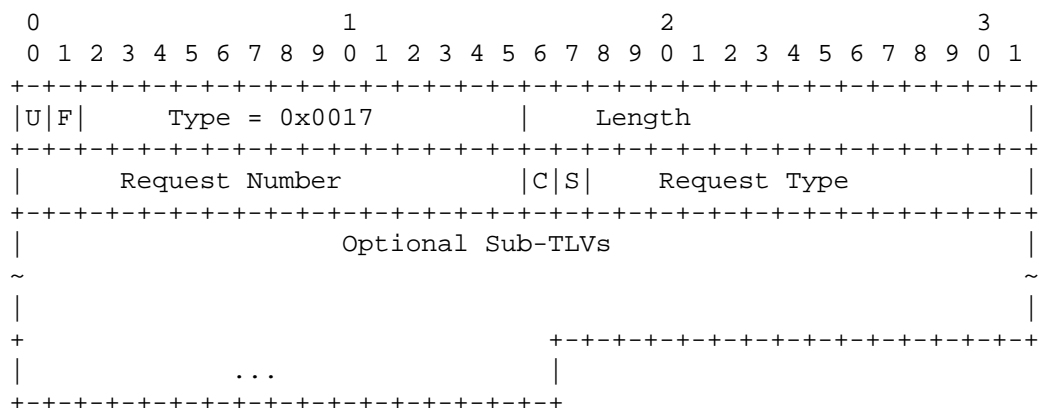 0                   1                   2                   3
 0 1 2 3 4 5 6 7 8 9 0 1 2 3 4 5 6 7 8 9 0 1 2 3 4 5 6 7 8 9 0 1
+-+-+-+-+-+-+-+-+-+-+-+-+-+-+-+-+-+-+-+-+-+-+-+-+-+-+-+-+-+-+-+-+
|U|F|     Type = 0x0017         |    Length                     |
+-+-+-+-+-+-+-+-+-+-+-+-+-+-+-+-+-+-+-+-+-+-+-+-+-+-+-+-+-+-+-+-+
|      Request Number           |C|S|    Request Type           |
+-+-+-+-+-+-+-+-+-+-+-+-+-+-+-+-+-+-+-+-+-+-+-+-+-+-+-+-+-+-+-+-+
|                    Optional Sub-TLVs                          |
~                                                               ~
|                                                               |
+                                 +-+-+-+-+-+-+-+-+-+-+-+-+-+-+-+
|             ...                 |
+-+-+-+-+-+-+-+-+-+-+-+-+-+-+-+-+-+